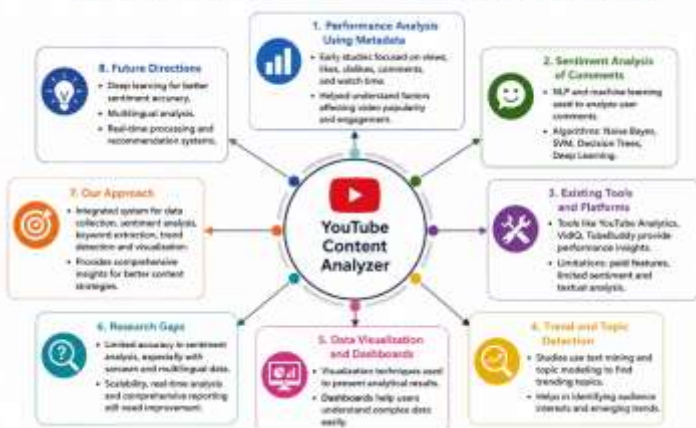 1. Performance Analysis
Using Metadata
• Early studies focused on views,
likes, dislikes, comments,
and watch time.
• Helped understand factors
affecting video popularity
and engagement.
2. Sentiment Analysis
of Comments
• NLP and machine learning
used to analyze user
comments.
• Algorithms: Naive Bayes,
SVM, Decision Trees,
Deep Learning.
3. Existing Tools
and Platforms
• Tools like YouTube Analytics,
VidIQ, TubeBuddy provide
performance insights.
• Limitations: paid features,
limited sentiment and
textual analysis.
4. Trend and Topic
Detection
• Studies use text mining and
topic modeling to find
trending topics.
• Helps in identifying audience
interests and emerging trends.
5. Data Visualization
and Dashboards
• Visualization techniques used
to present analytical results.
• Dashboards help users
understand complex data
easily.
6. Research Gaps
• Limited accuracy in sentiment
analysis, especially with
sarcasm and multilingual data.
• Scalability, real-time analysis
and comprehensive reporting
still need improvement.
7. Our Approach
• Integrated system for data
collection, sentiment analysis,
keyword extraction, trend
detection and visualization.
• Provides comprehensive
insights for better content
strategies.
8. Future Directions
• Deep learning for better
sentiment accuracy.
• Multilingual analysis.
• Real-time processing and
recommendation systems.
YouTube
Content
Analyzer